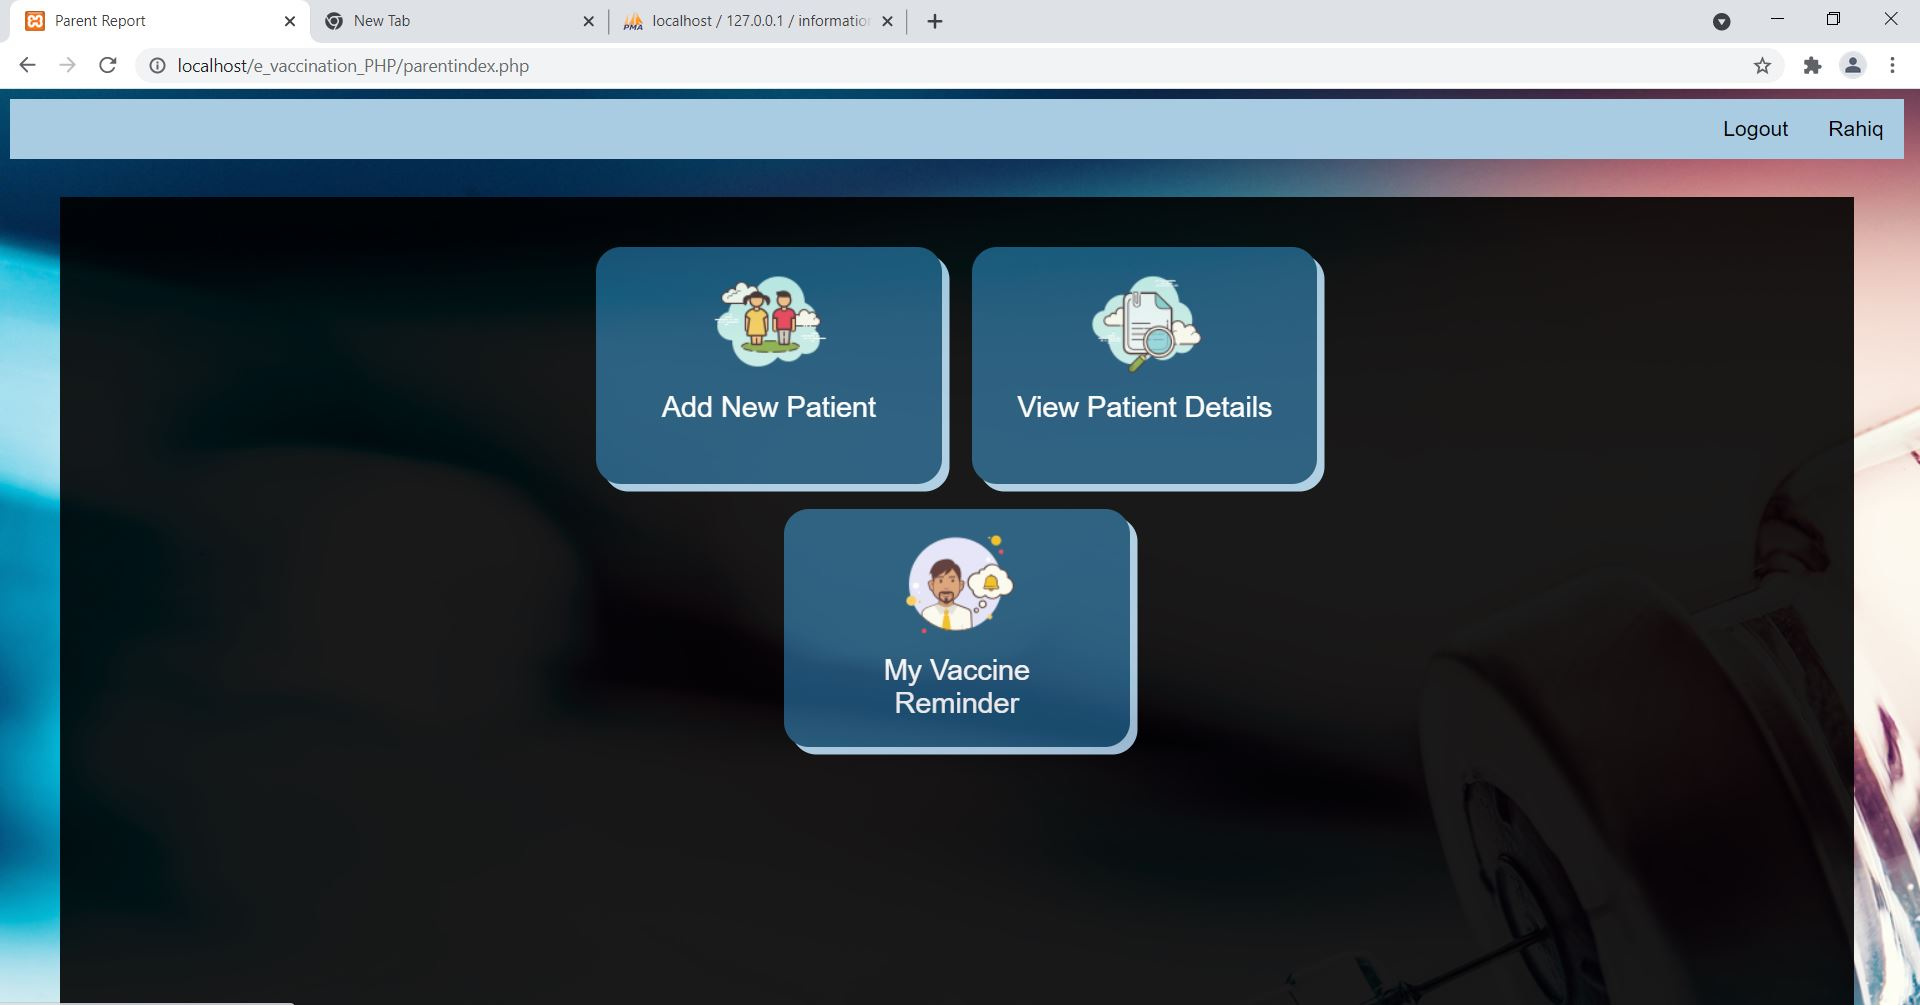 Parent Report
New Tab
localhost / 127.0.0.1 / information
localhost/e_vaccination_PHP/parentindex.php
Logout Rahiq
Add New Patient
View Patient Details
My Vaccine
Reminder